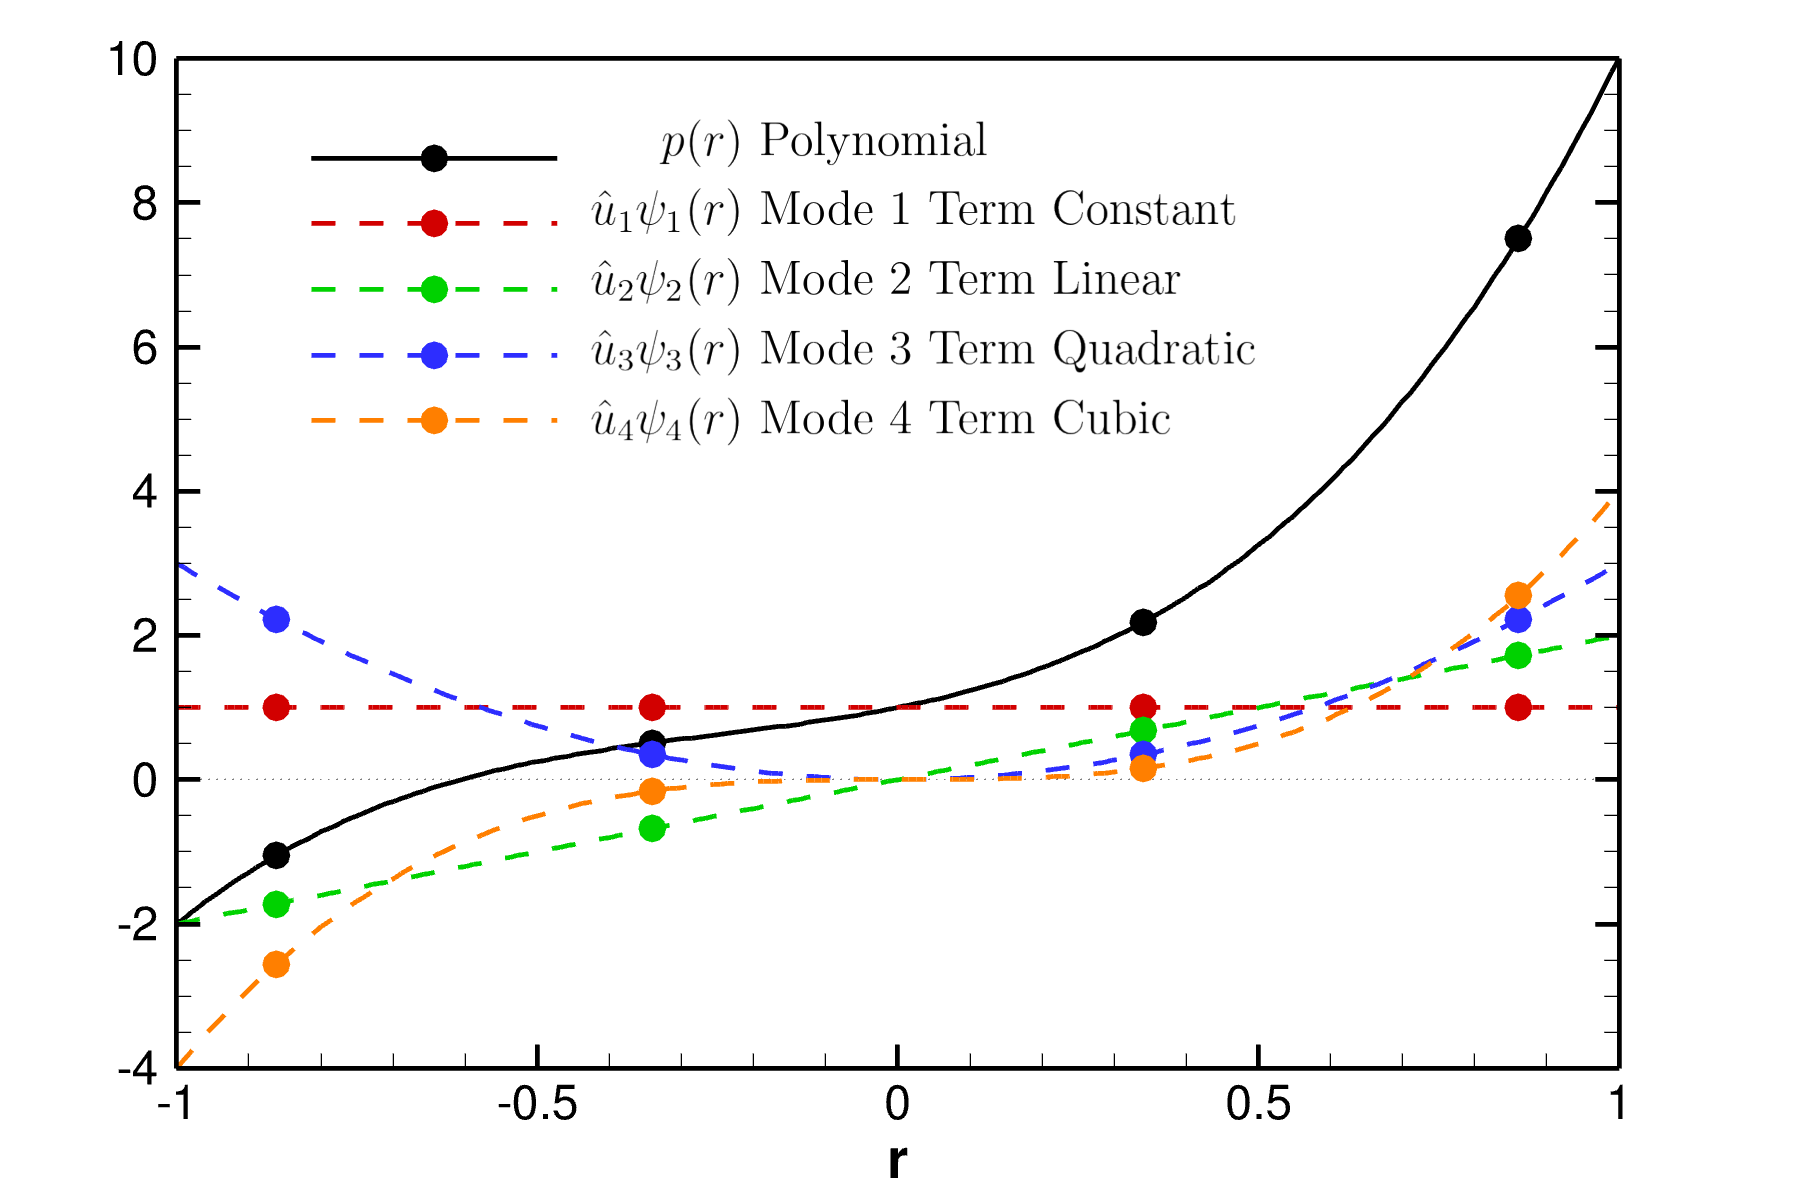 10
p(r) Polynomial
û₁ψ₁(r) Mode 1 Term Constant
8
û₂ψ₂(r) Mode 2 Term Linear
6
û₃ψ₃(r) Mode 3 Term Quadratic
û₄ψ₄(r) Mode 4 Term Cubic
4
2
0
-2
-4
-1 -0.5 0 0.5 1
r